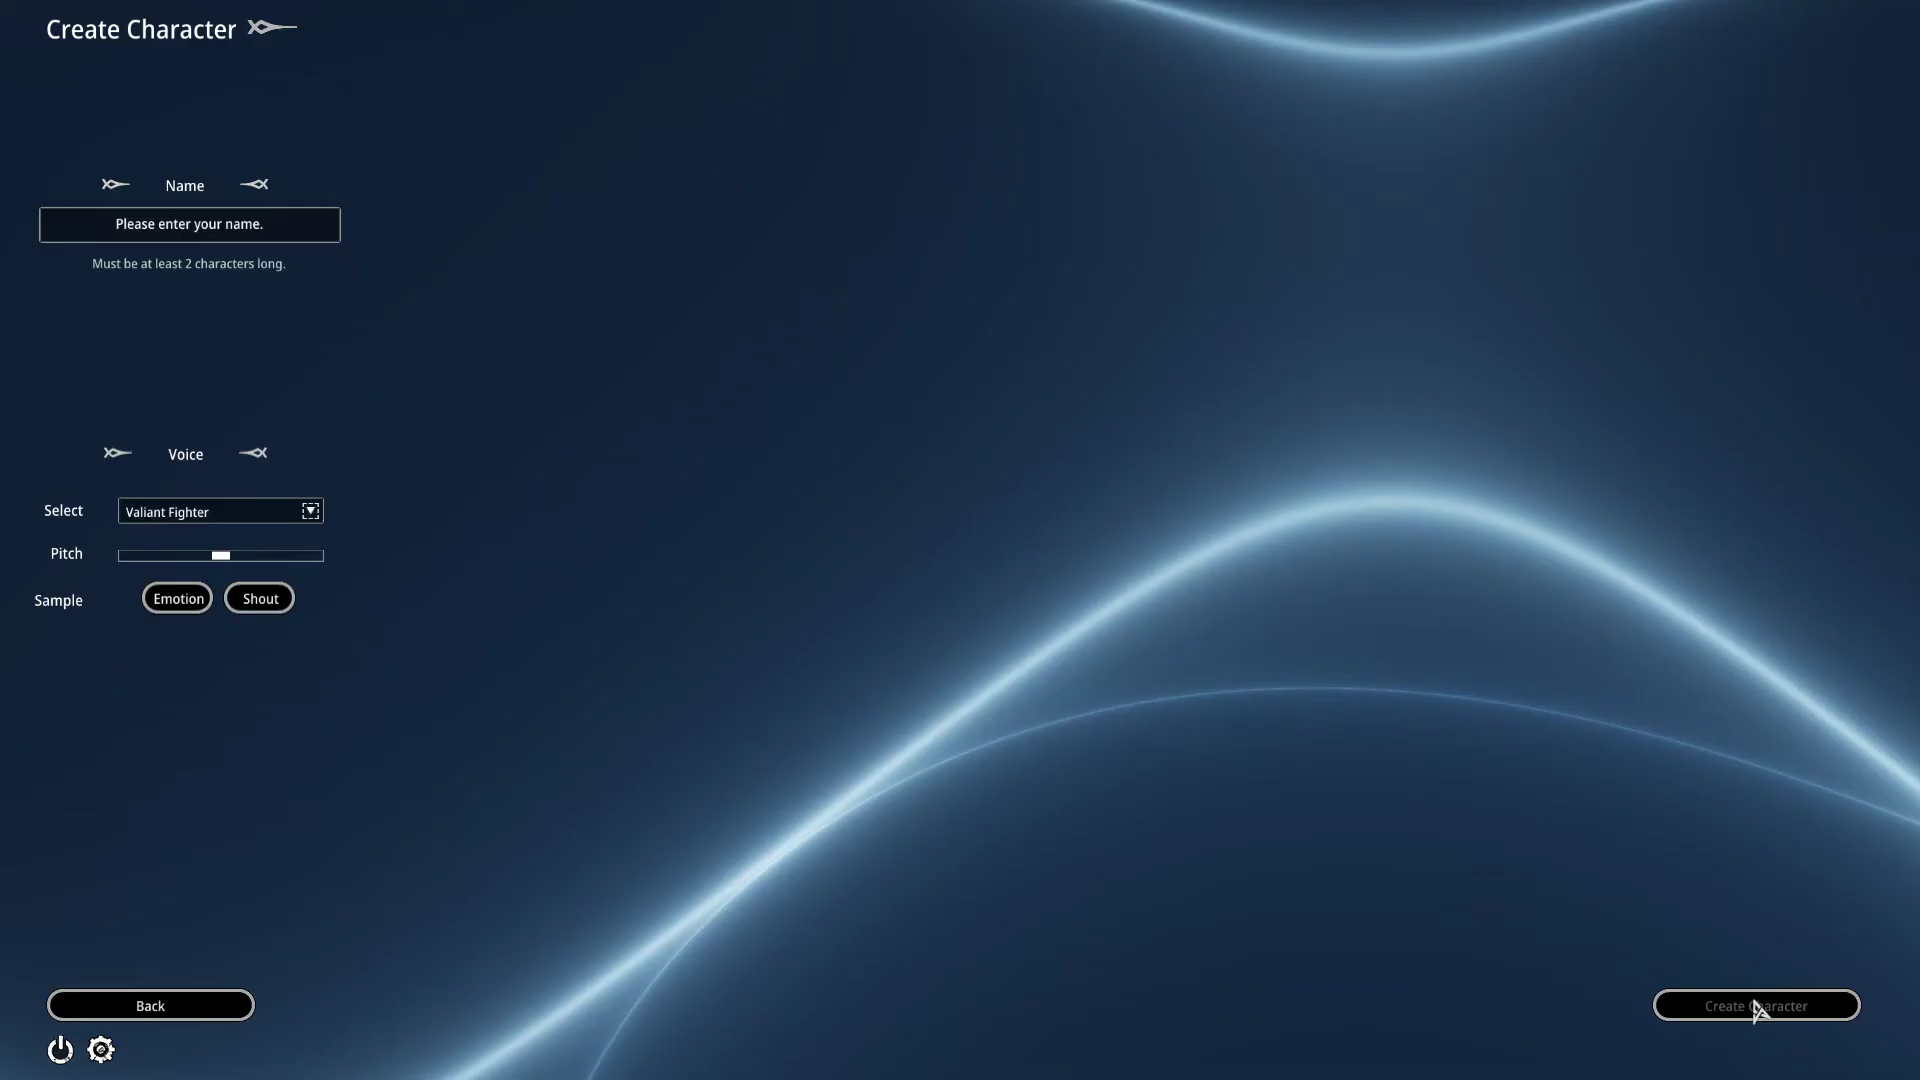 Create Character
Name
Please enter your name.
Must be at least 2 characters long.
Voice
Select
Valiant Fighter
Pitch
Sample
Emotion
Shout
Back
Create Character